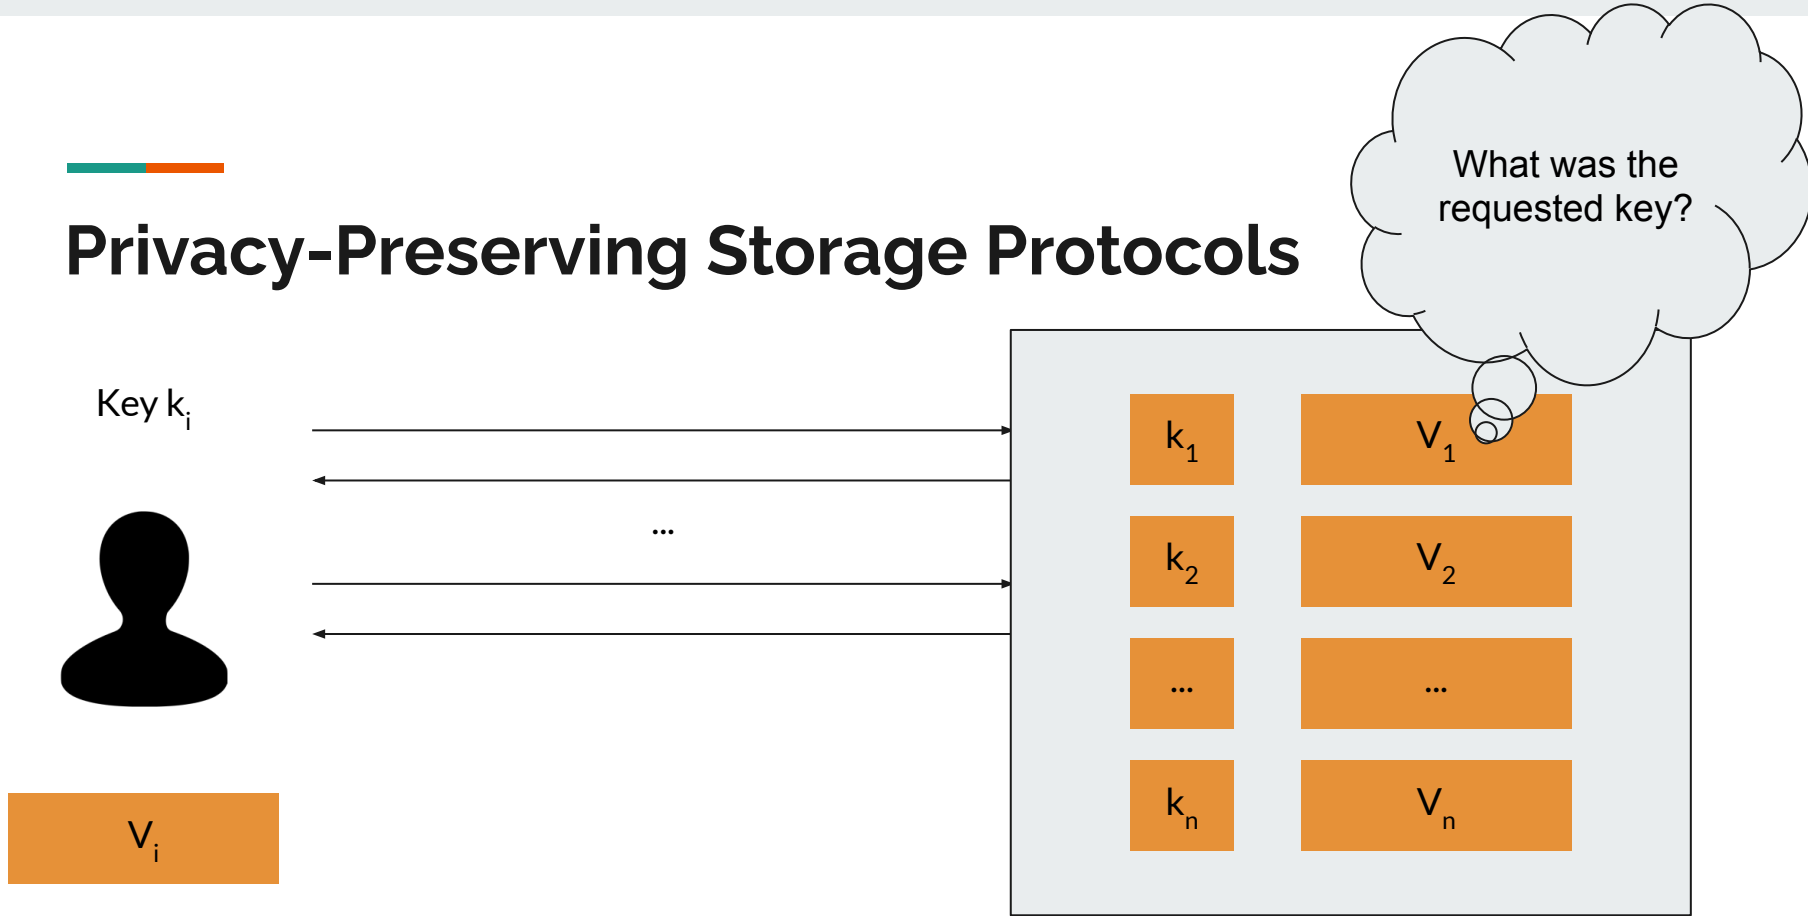 What was the
requested key?
Privacy-Preserving Storage Protocols
Key kᵢ
k₁ V₁
...
k₂ V₂
... ...
kₙ Vₙ
Vᵢ